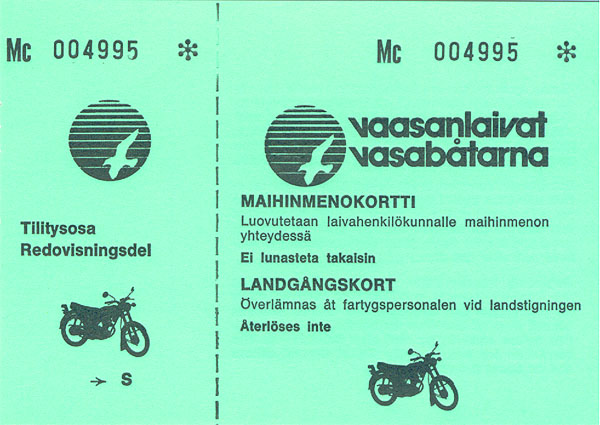 Mc 004995 *
Tilitysosa
Redovisningsdel
→ S
Mc 004995 *
vaasanlaivat
vasabåtarna
MAIHINMENOKORTTI
Luovutetaan laivahenkilökunnalle maihinmenon
yhteydessä
Ei lunasteta takaisin
LANDGÅNGSKORT
Överlämnas åt fartygspersonalen vid landstigningen
Återlöses inte